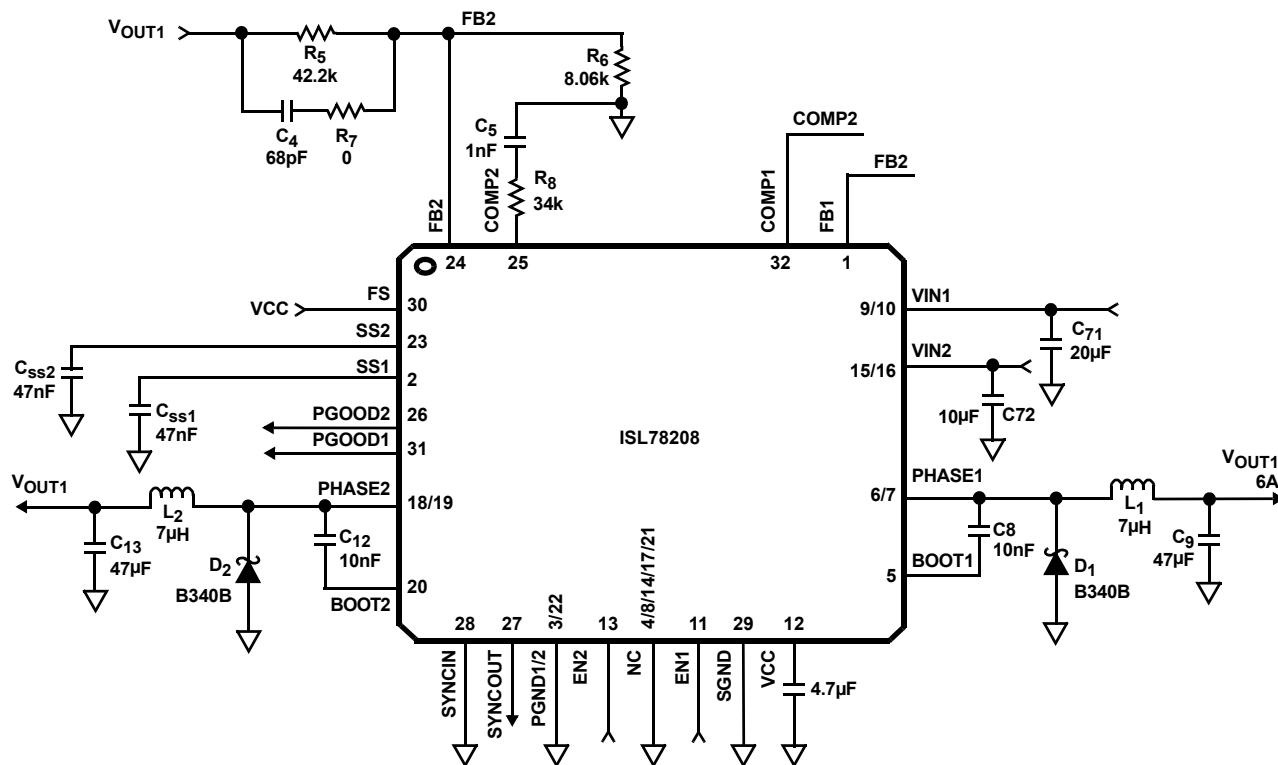 VOUT1
R5
42.2k
FB2
R6
8.06k
C4
68pF
R7
0
C5
1nF
COMP2
R8
34k
FB2
COMP2
FB2
COMP1
FB1
24
25
32
1
VCC
FS
30
SS2
23
Css2
47nF
SS1
2
Css1
47nF
PGOOD2
26
PGOOD1
31
ISL78208
9/10
VIN1
C71
20µF
15/16
VIN2
10µF
C72
VOUT1
L2
7µH
PHASE2
18/19
C13
47µF
D2
B340B
C12
10nF
20
BOOT2
6/7
PHASE1
L1
7µH
VOUT1
6A
C8
10nF
5
BOOT1
D1
B340B
C9
47µF
28
27
3/22
13
4/8/14/17/21
11
29
12
SYNCIN
SYNCOUT
PGND1/2
EN2
NC
EN1
SGND
VCC
4.7µF